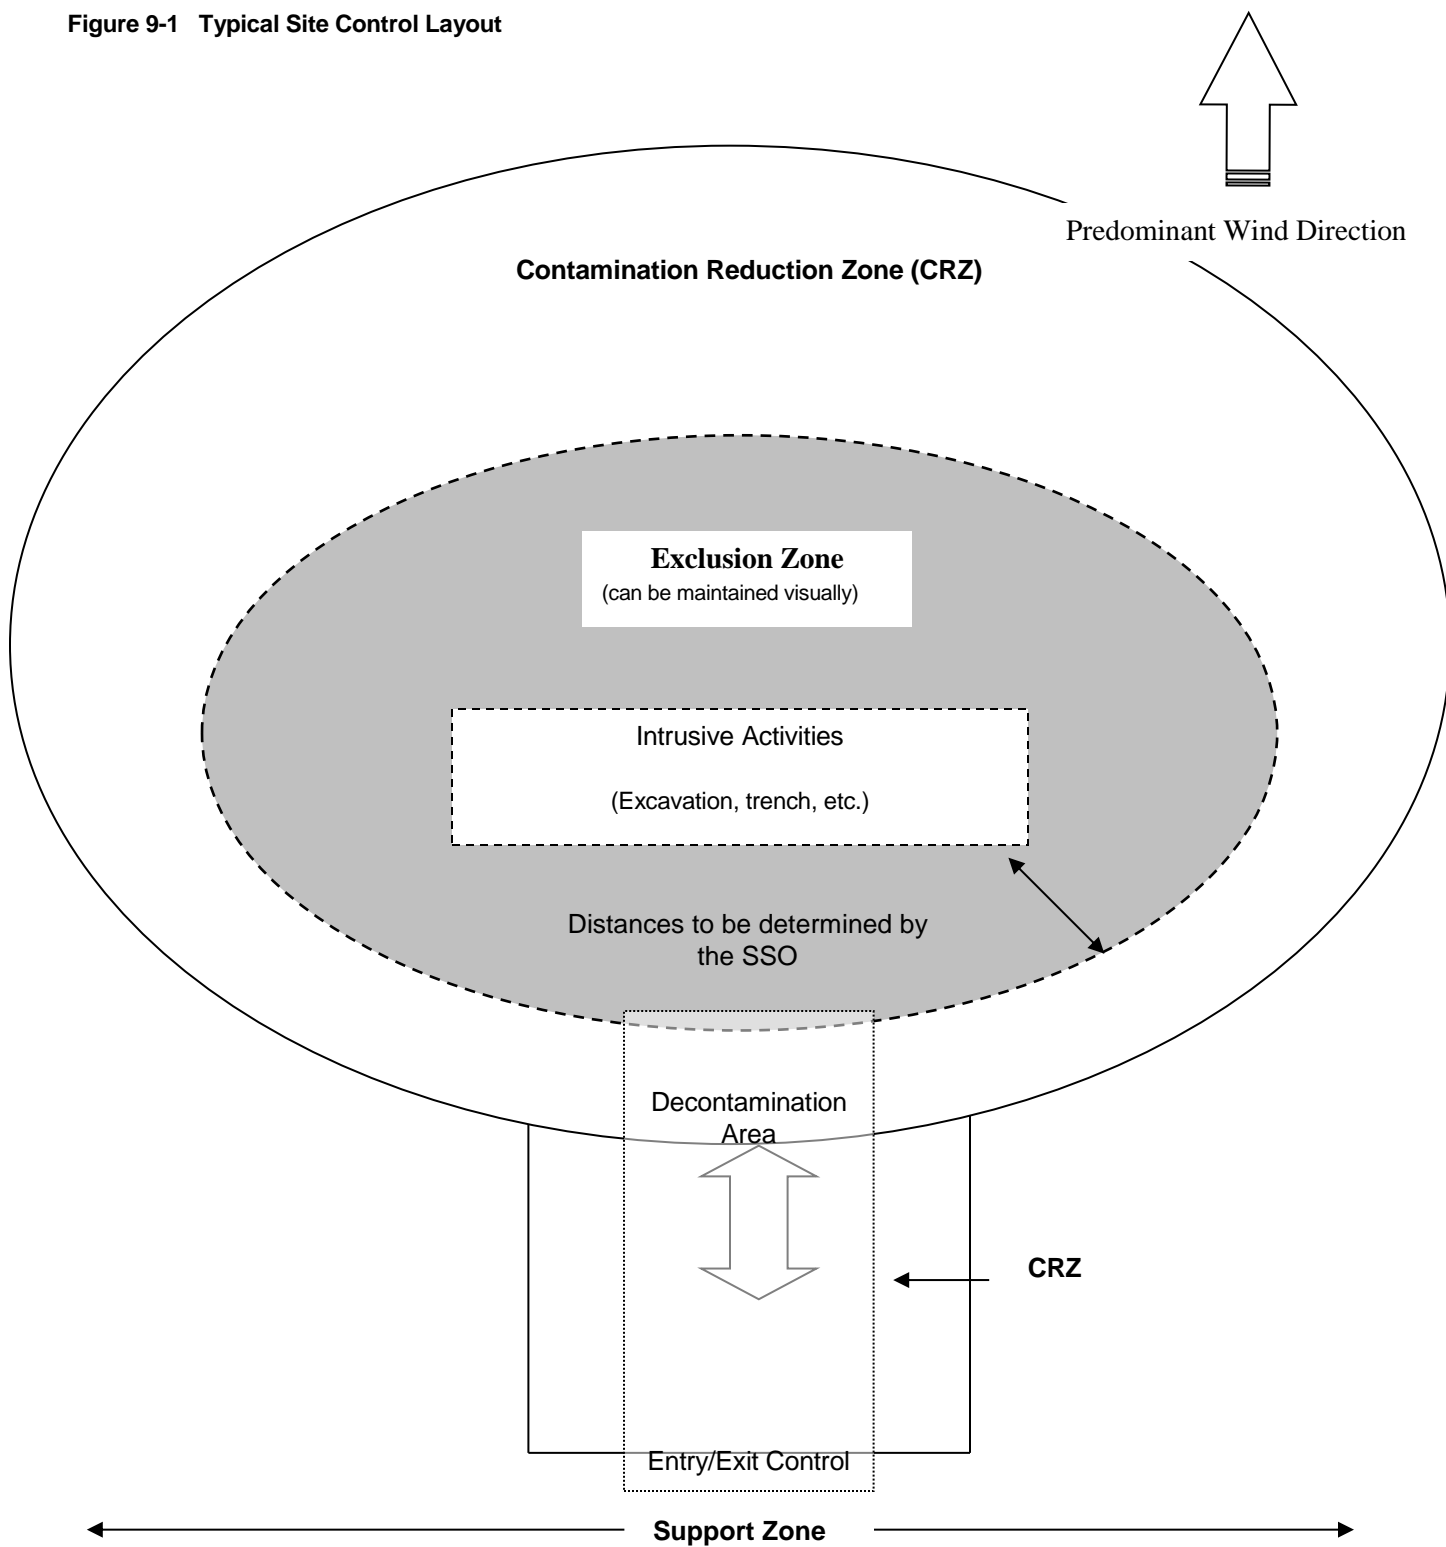 Figure 9-1 Typical Site Control Layout
Predominant Wind Direction
Contamination Reduction Zone (CRZ)
Exclusion Zone
(can be maintained visually)
Intrusive Activities
(Excavation, trench, etc.)
Distances to be determined by
the SSO
Decontamination
Area
CRZ
Entry/Exit Control
Support Zone